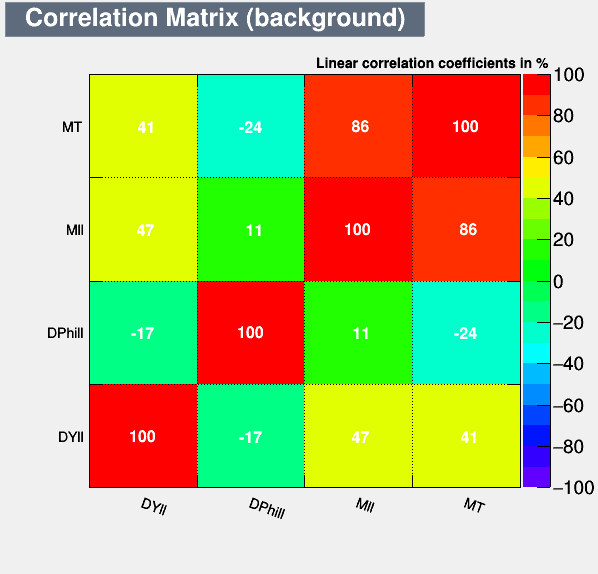 Correlation Matrix (background)
Linear correlation coefficients in %
MT 41 -24 86 100
Mll 47 11 100 86
DPhill -17 100 11 -24
DYll 100 -17 47 41
DYll DPhill Mll MT
100
80
60
40
20
0
−20
−40
−60
−80
−100